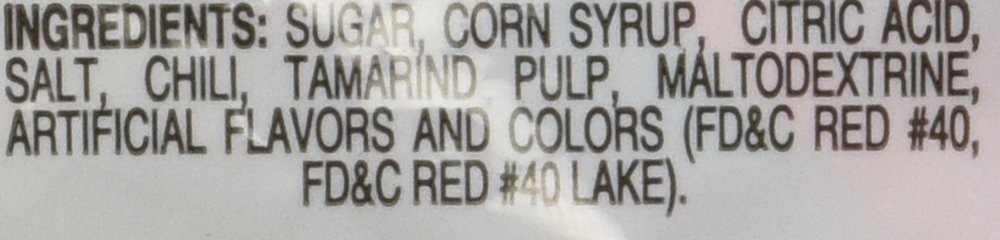 INGREDIENTS: SUGAR, CORN SYRUP, CITRIC ACID,
SALT, CHILI, TAMARIND PULP, MALTODEXTRINE,
ARTIFICIAL FLAVORS AND COLORS (FD&C RED #40,
FD&C RED #40 LAKE).